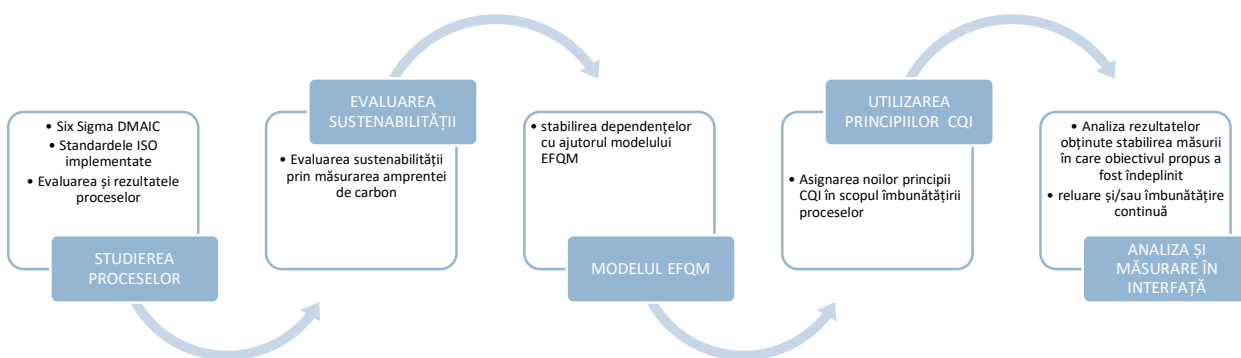 • Six Sigma DMAIC
• Standardele ISO
implementate
• Evaluarea și rezultatele
proceselor
STUDIEREA
PROCESELOR
EVALUAREA
SUSTENABILITĂȚII
• Evaluarea sustenabilității
prin măsurarea amprentei
de carbon
• stabilirea dependențelor
cu ajutorul modelului
EFQM
MODELUL EFQM
UTILIZAREA
PRINCIPIILOR CQI
• Asignarea noilor principii
CQI în scopul îmbunătățirii
proceselor
• Analiza rezultatelor
obținute stabilirea măsurii
în care obiectivul propus a
fost îndeplinit
• reluare și/sau îmbunătățire
continuă
ANALIZA ȘI
MĂSURARE ÎN
INTERFAȚĂ